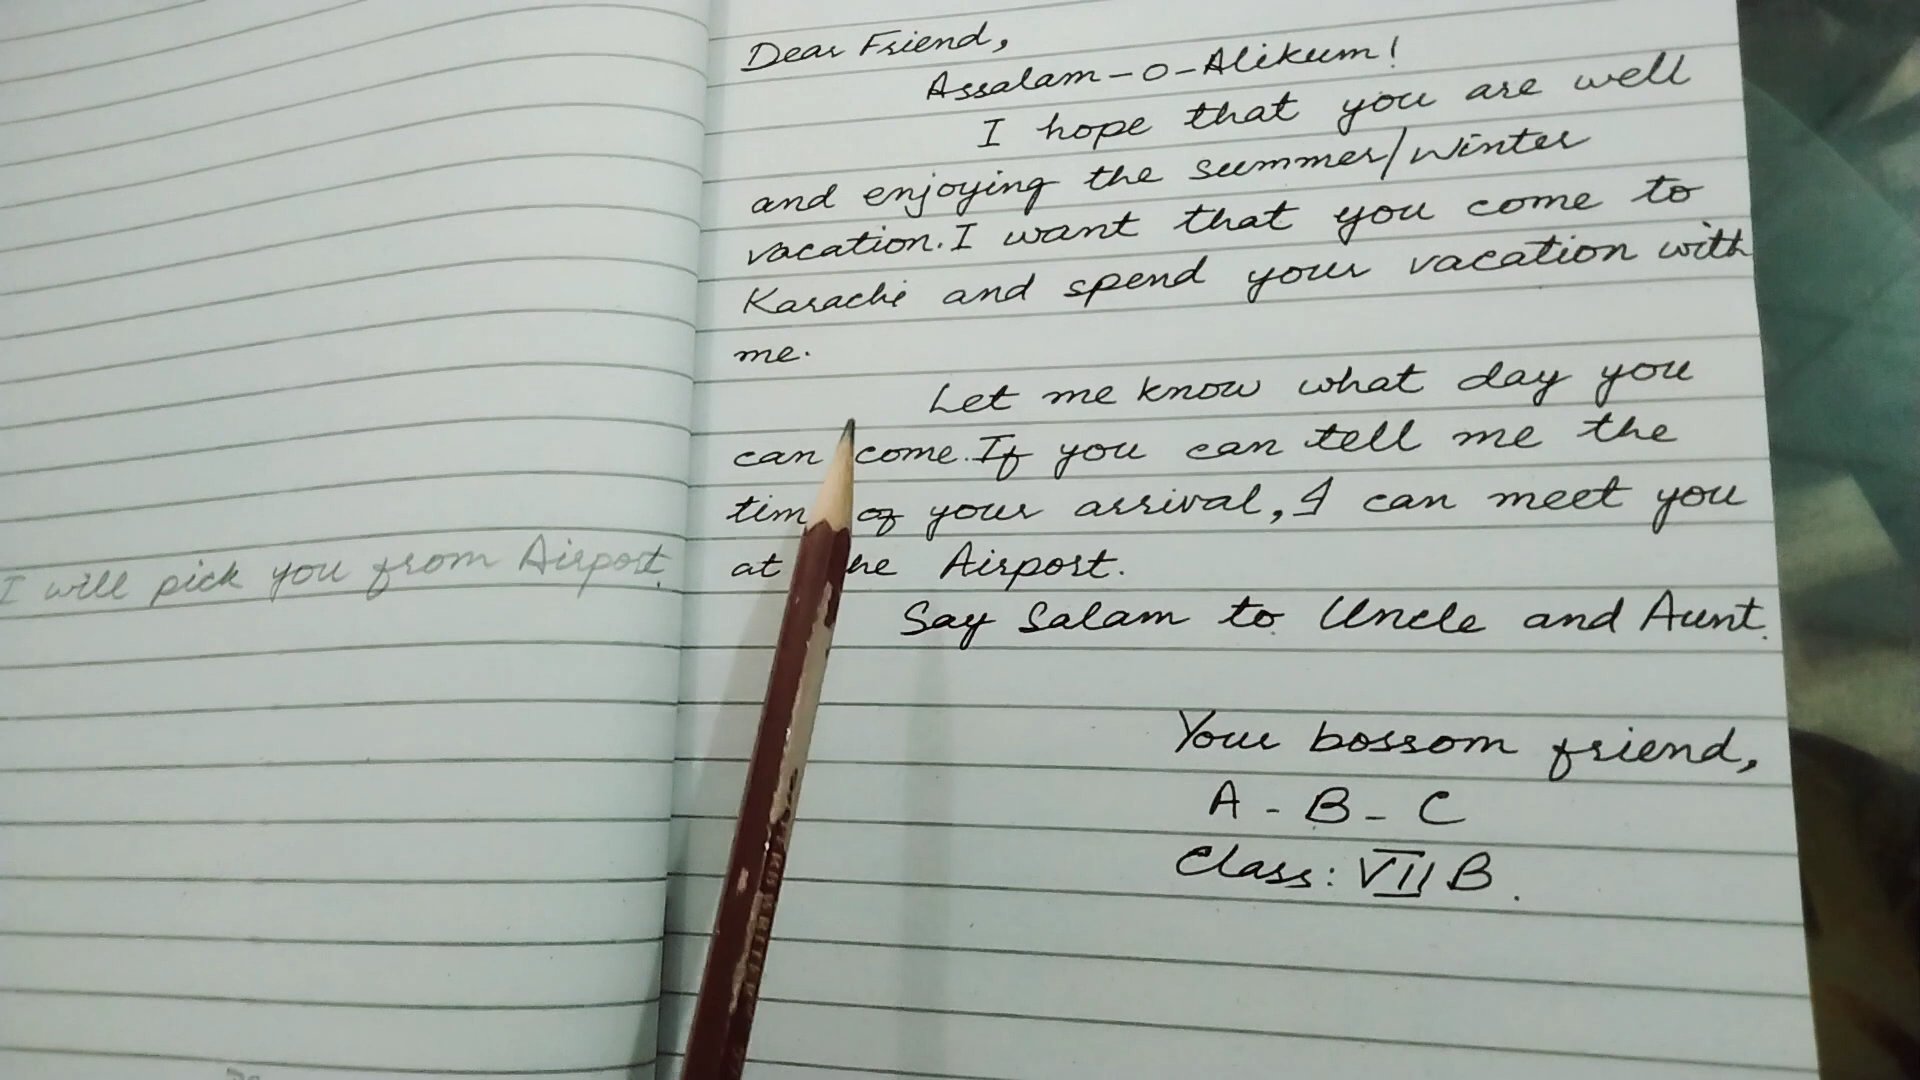 Dear Friend,
Assalam-o-Alikum!
I hope that you are well
and enjoying the summer/winter
vacation. I want that you come to
Karachi and spend your vacation with
me.
Let me know what day you
can come. If you can tell me the
tim of your arrival, I can meet you
at he Airport.
Say Salam to Uncle and Aunt.
Your bossom friend,
A - B - C
Class: VII B.
I will pick you from Airport.